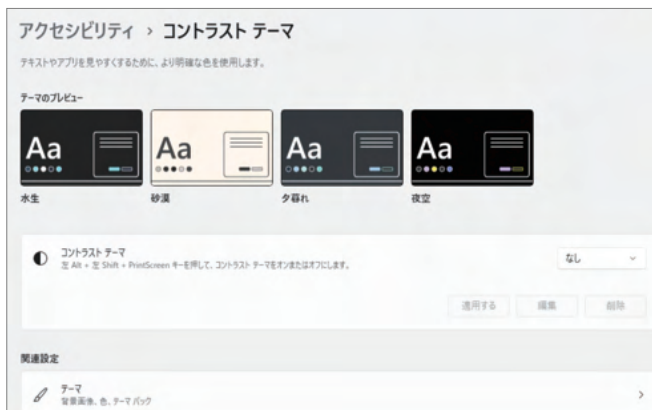 アクセシビリティ › コントラスト テーマ
テキストやアプリを見やすくするために、より明確な色を使用します。
テーマのプレビュー
Aa Aa Aa Aa
水生 砂漠 夕暮れ 夜空
コントラスト テーマ
左 Alt + 左 Shift + PrintScreen キーを押して、コントラスト テーマをオンまたはオフにします。
なし
適用する 編集 削除
関連設定
テーマ
背景画像、色、テーマ パック